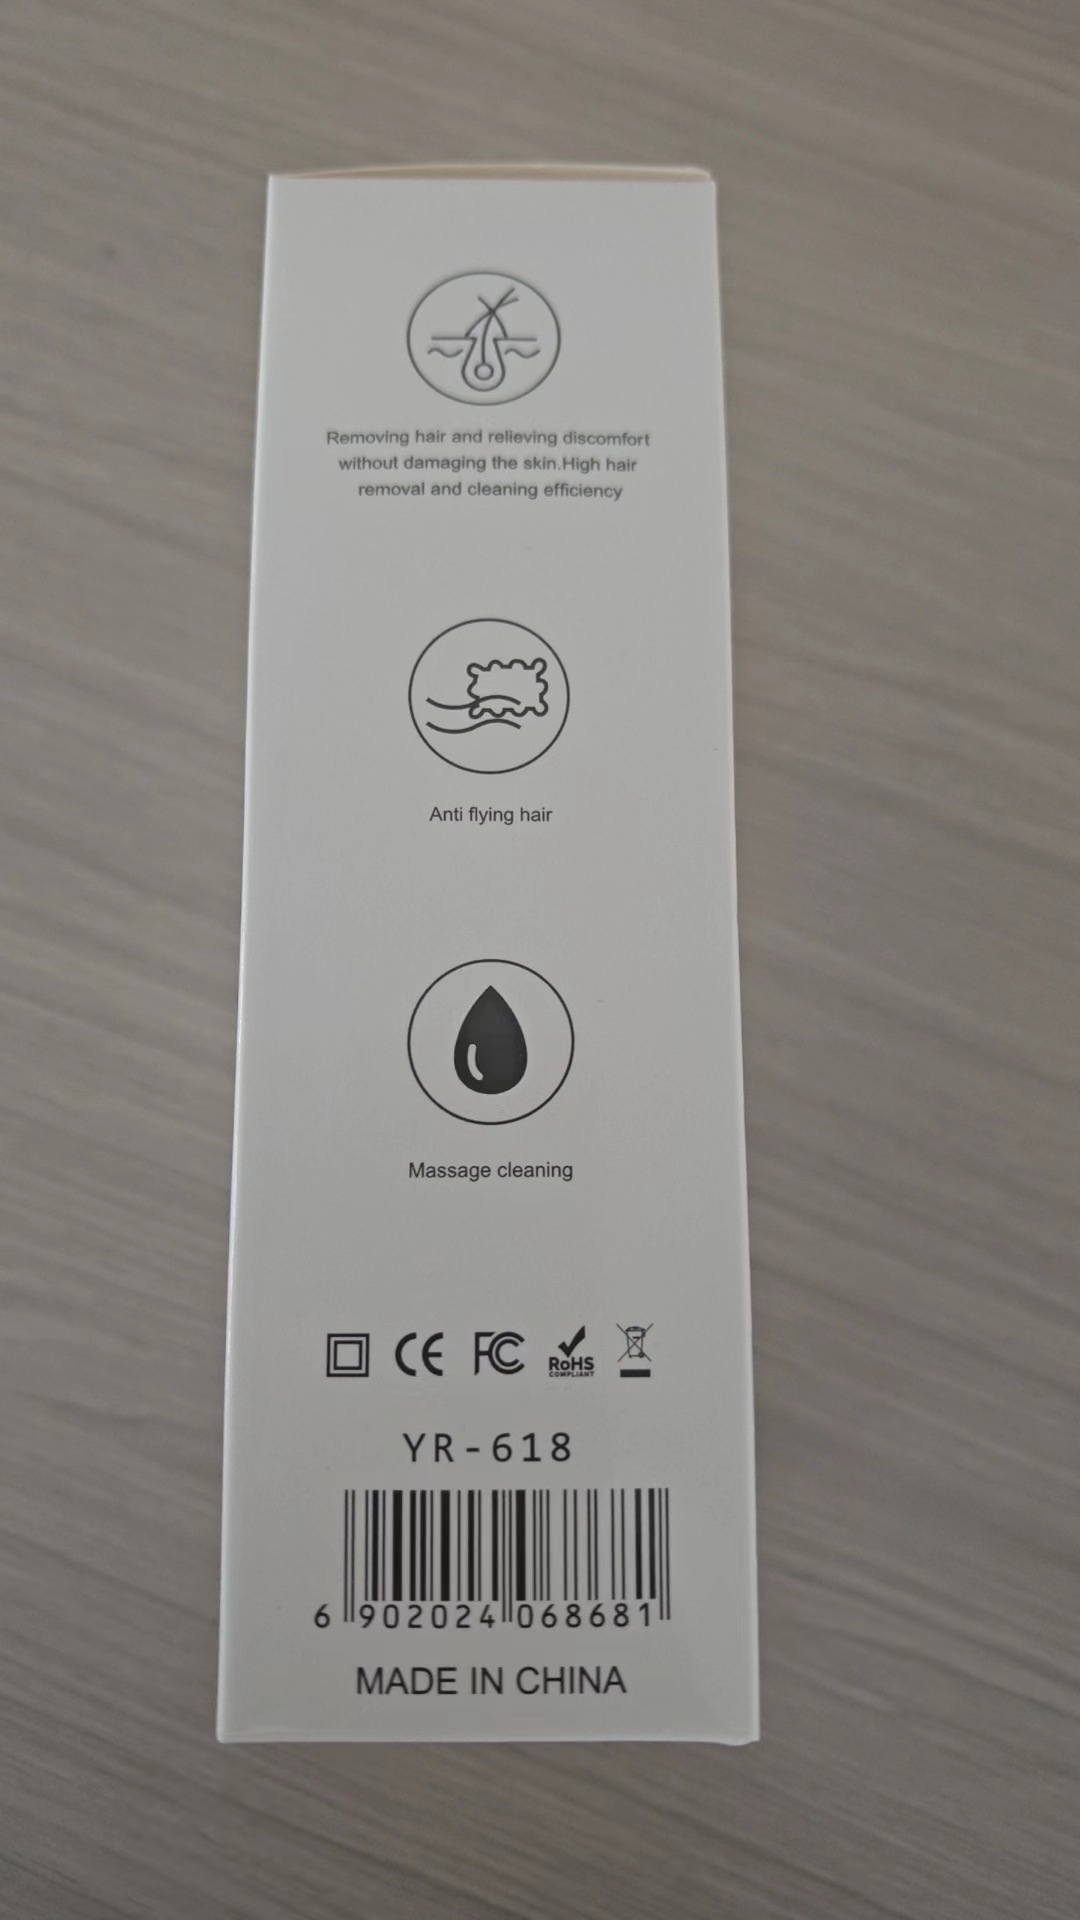 Removing hair and relieving discomfort
without damaging the skin.High hair
removal and cleaning efficiency
Anti flying hair
Massage cleaning
CE FC RoHS
COMPLIANT
YR-618
6 902024 068681
MADE IN CHINA